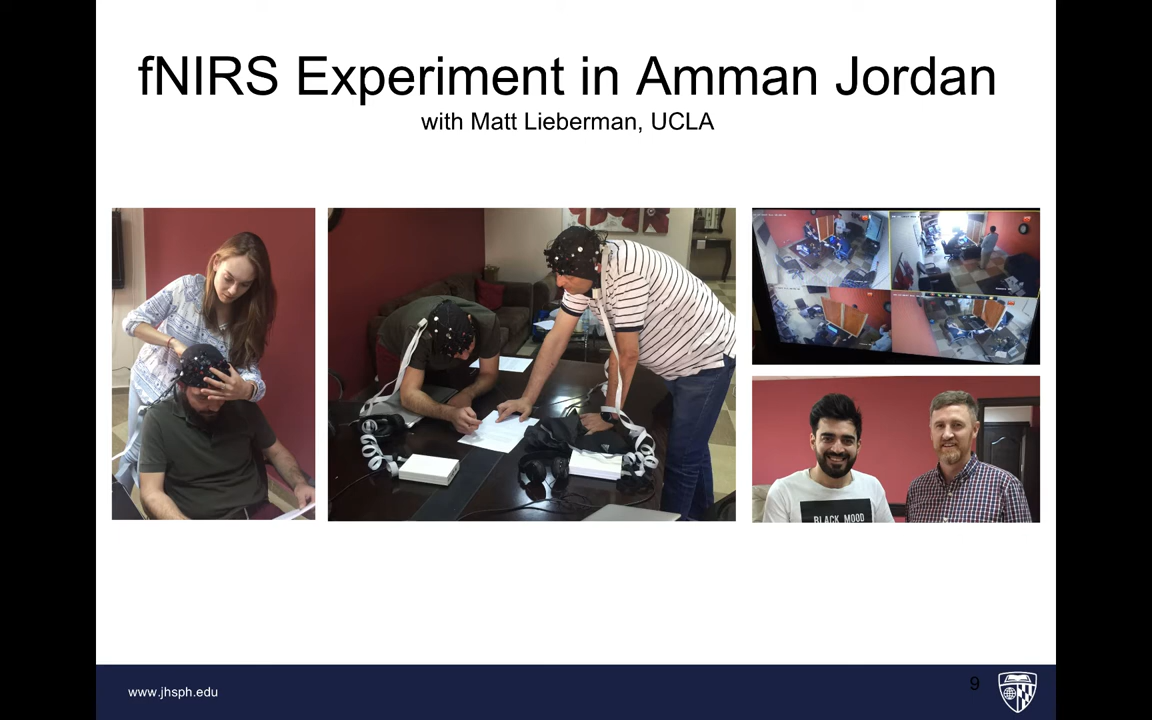 fNIRS Experiment in Amman Jordan
with Matt Lieberman, UCLA
BLACK MOOD
www.jhsph.edu
9